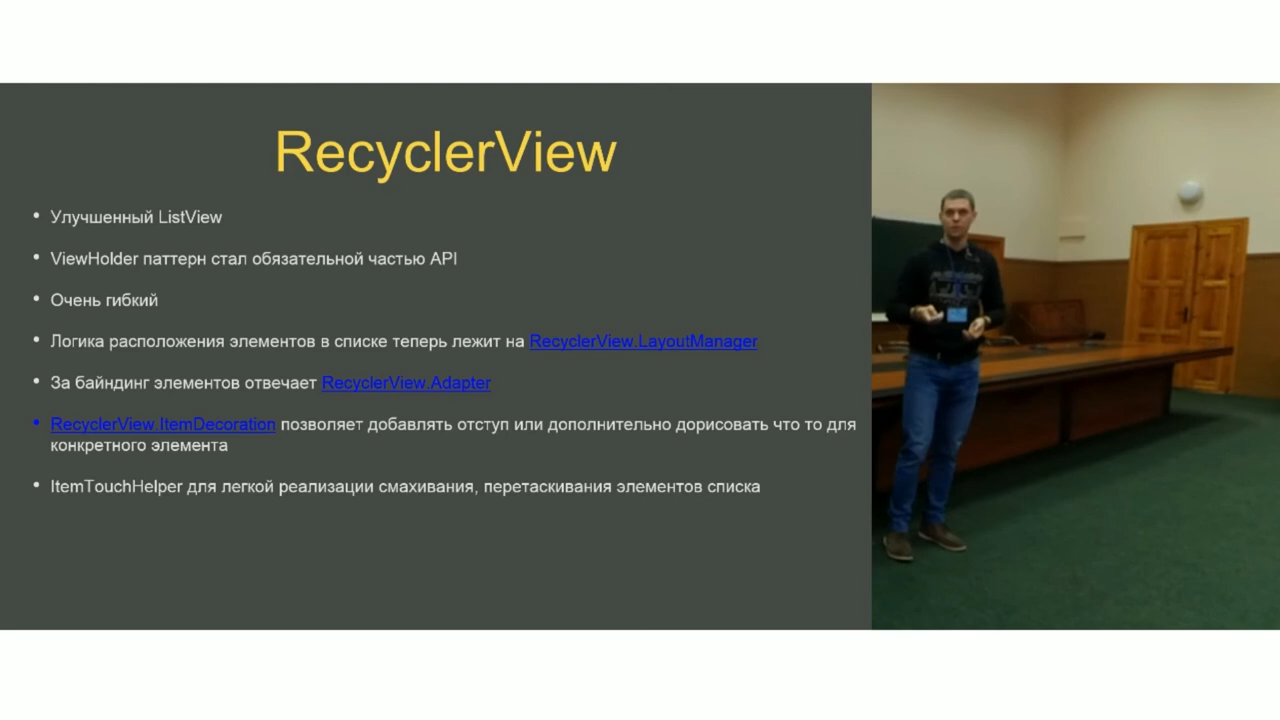 RecyclerView
• Улучшенный ListView
• ViewHolder паттерн стал обязательной частью API
• Очень гибкий
• Логика расположения элементов в списке теперь лежит на RecyclerView.LayoutManager
• За байндинг элементов отвечает RecyclerView.Adapter
• RecyclerView.ItemDecoration позволяет добавлять отступ или дополнительно дорисовать что то для
конкретного элемента
• ItemTouchHelper для легкой реализации смахивания, перетаскивания элементов списка